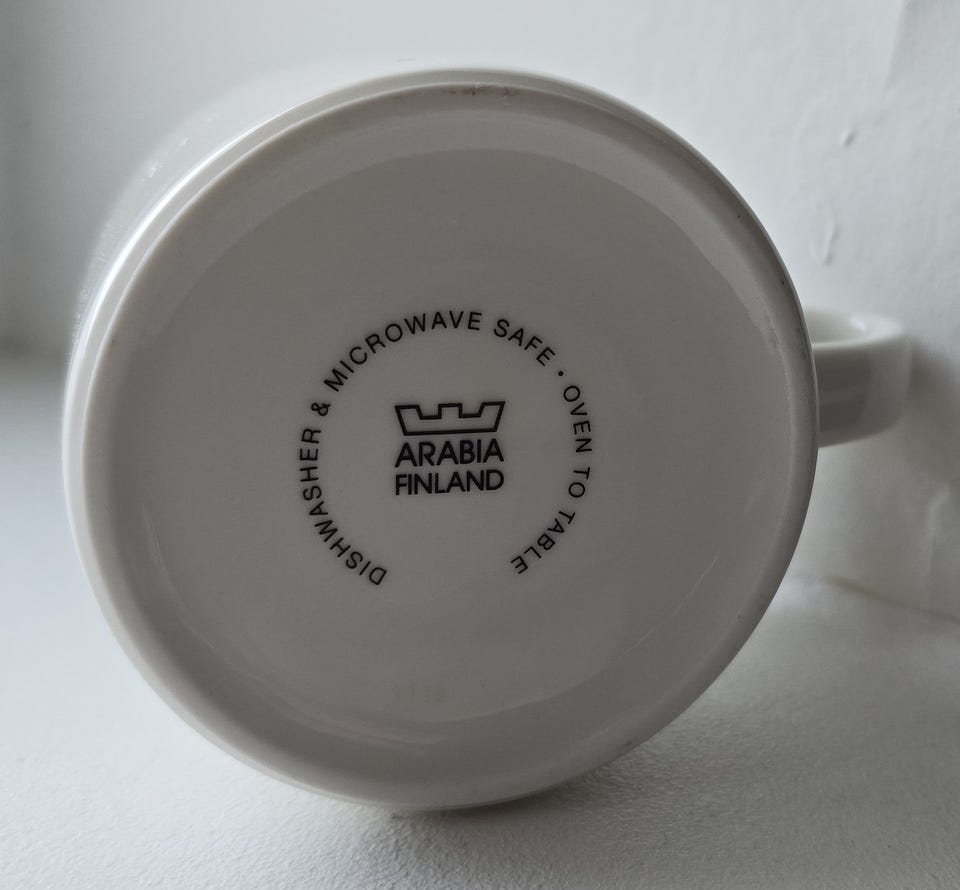 DISHWASHER & MICROWAVE SAFE • OVEN TO TABLE
ARABIA
FINLAND